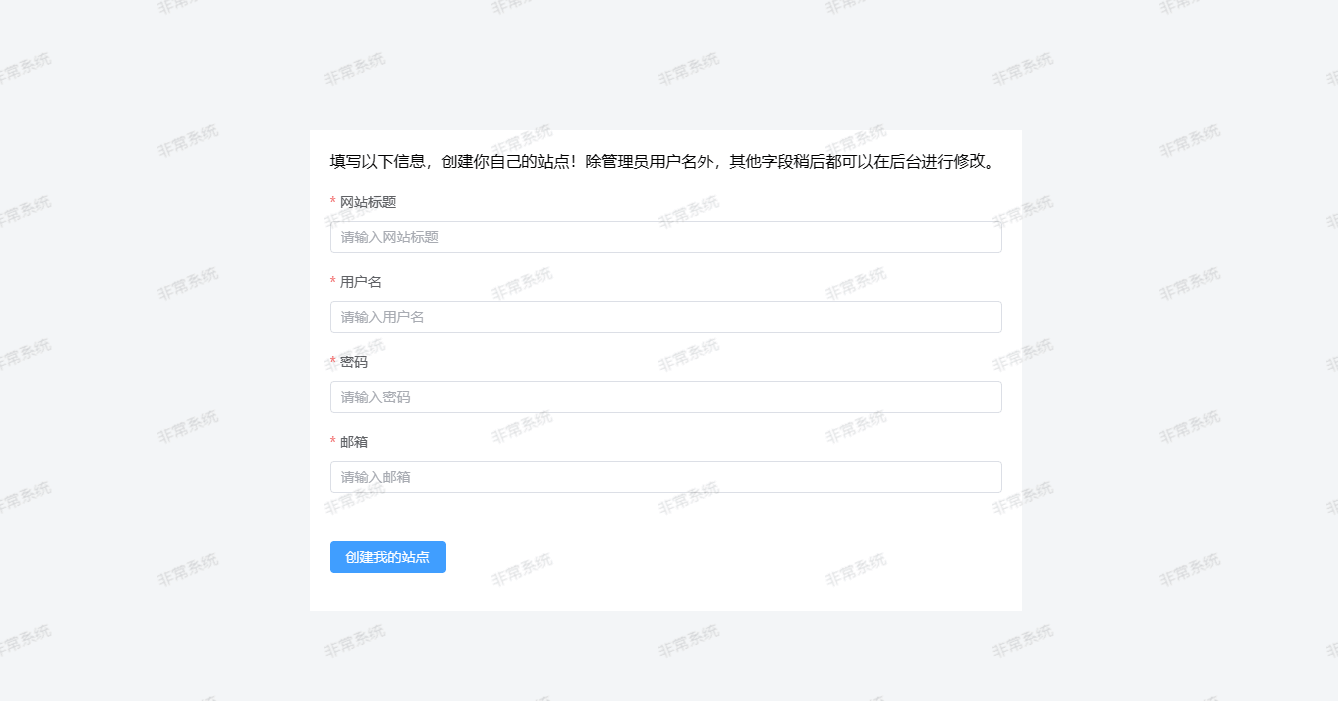 填写以下信息，创建你自己的站点！除管理员用户名外，其他字段稍后都可以在后台进行修改。
* 网站标题
请输入网站标题
* 用户名
请输入用户名
* 密码
请输入密码
* 邮箱
请输入邮箱
创建我的站点
非常系统